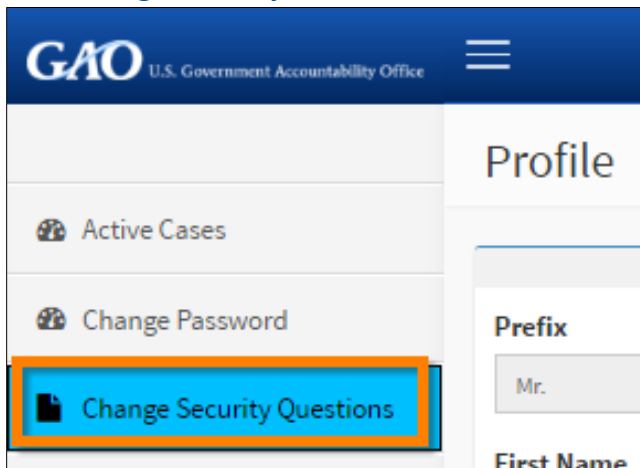 GAO U.S. Government Accountability Office
Profile
Active Cases
Change Password
Change Security Questions
Prefix
Mr.
First Name